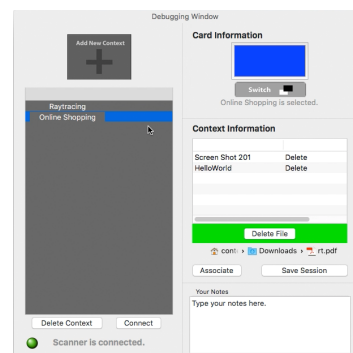 Debugging Window
Add New Context
Raytracing
Online Shopping
Delete Context
Connect
Scanner is connected.
Card Information
Switch
Online Shopping is selected.
Context Information
Screen Shot 201 Delete
HelloWorld Delete
Delete File
Downloads rt.pdf
Associate
Save Session
Your Notes
Type your notes here.